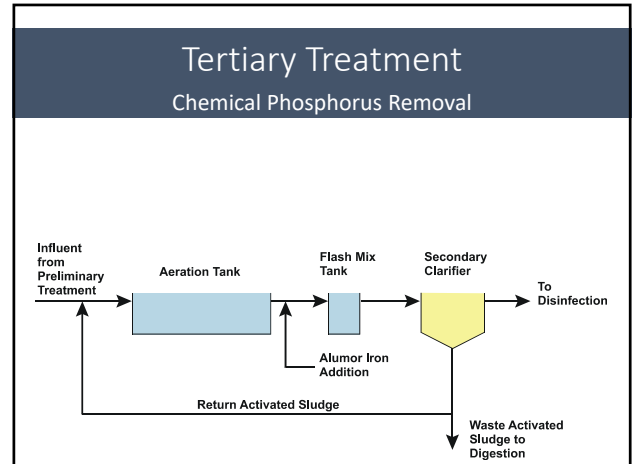 Tertiary Treatment
Chemical Phosphorus Removal
Influent
from
Preliminary
Treatment
Aeration Tank
Flash Mix
Tank
Secondary
Clarifier
To
Disinfection
Alumor Iron
Addition
Return Activated Sludge
Waste Activated
Sludge to
Digestion